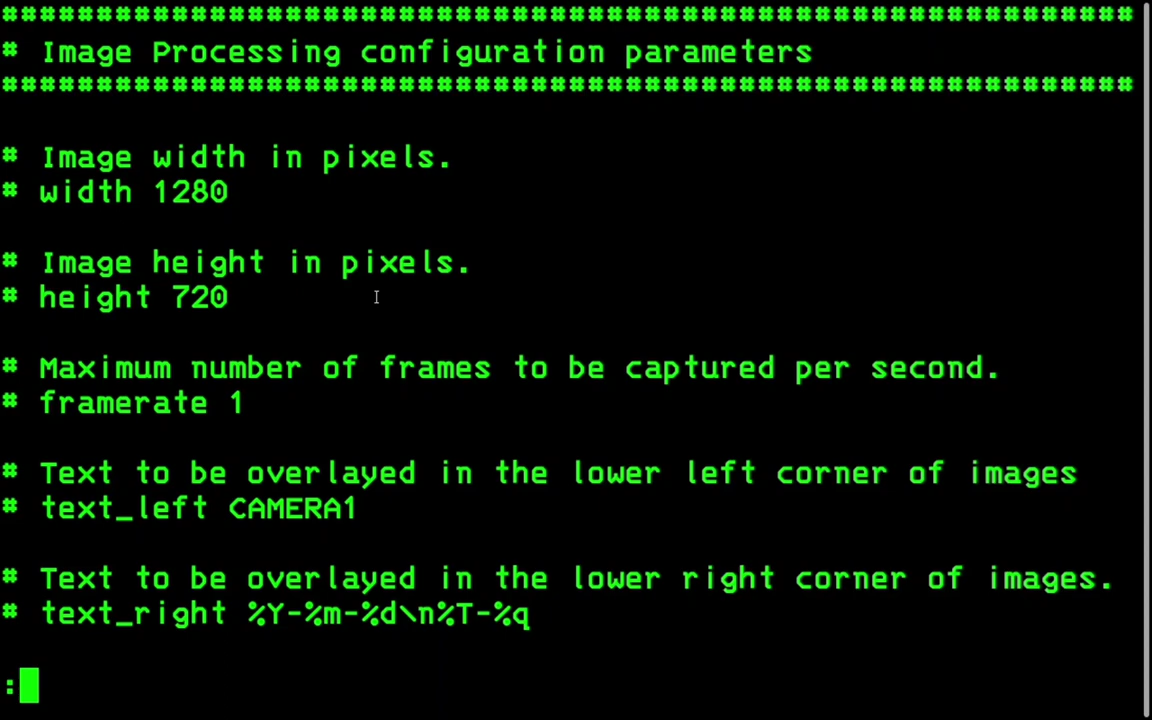 ############################################################
# Image Processing configuration parameters
############################################################
# Image width in pixels.
# width 1280
# Image height in pixels.
# height 720
# Maximum number of frames to be captured per second.
# framerate 1
# Text to be overlayed in the lower left corner of images
# text_left CAMERA1
# Text to be overlayed in the lower right corner of images.
# text_right %Y-%m-%d\n%T-%q
: